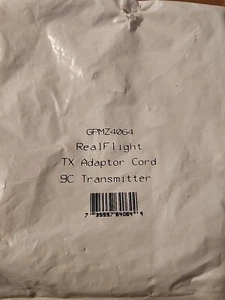 GPMZ4064
RealFlight
TX Adaptor Cord
9C Transmitter